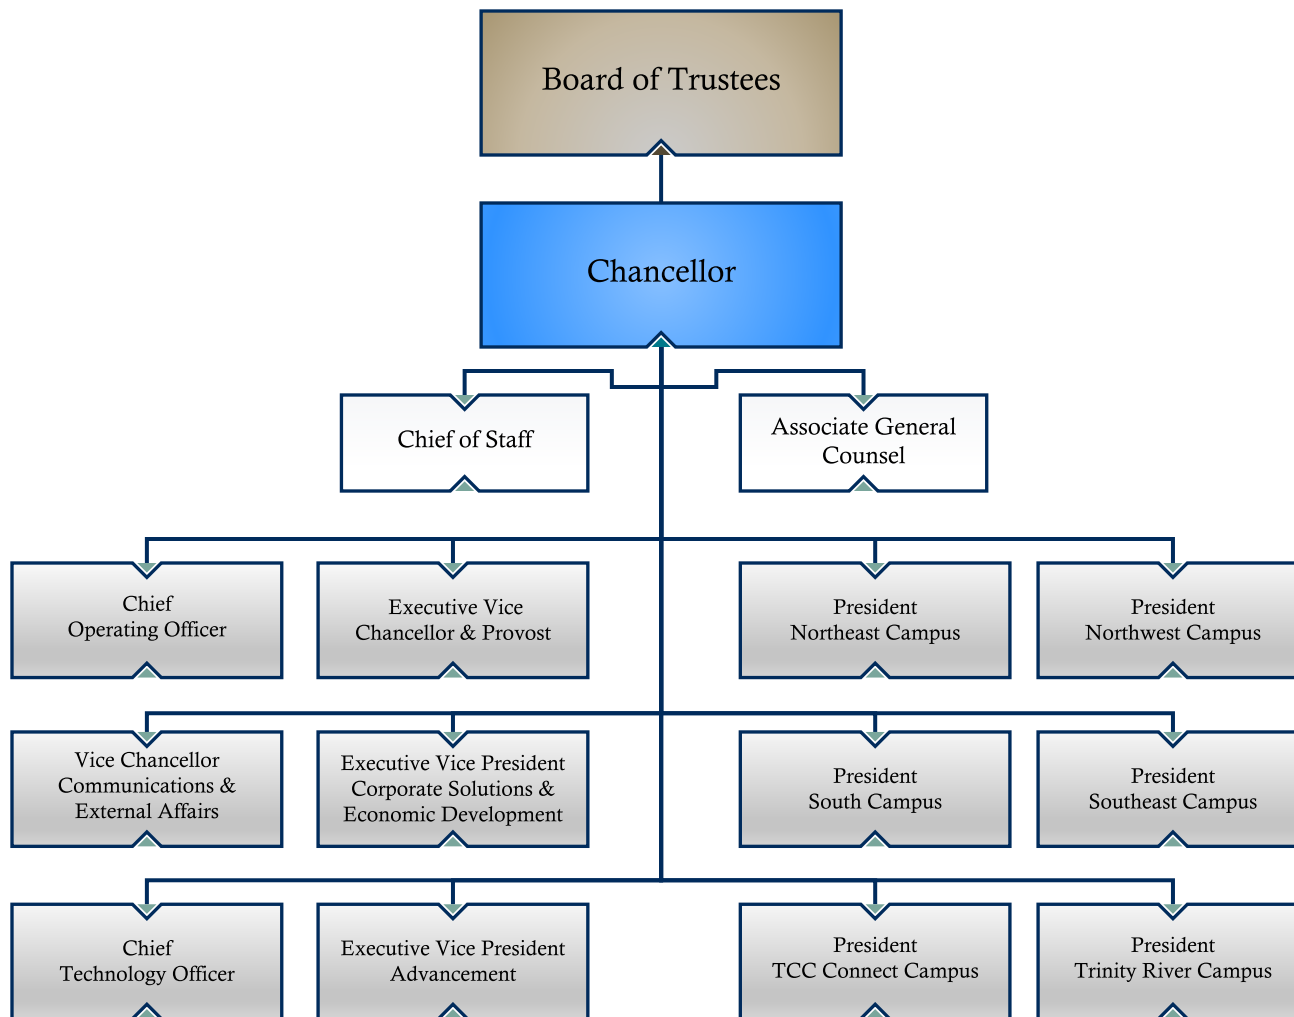 Board of Trustees
Chancellor
Chief of Staff
Associate General
Counsel
Chief
Operating Officer
Executive Vice
Chancellor & Provost
President
Northeast Campus
President
Northwest Campus
Vice Chancellor
Communications &
External Affairs
Executive Vice President
Corporate Solutions &
Economic Development
President
South Campus
President
Southeast Campus
Chief
Technology Officer
Executive Vice President
Advancement
President
TCC Connect Campus
President
Trinity River Campus